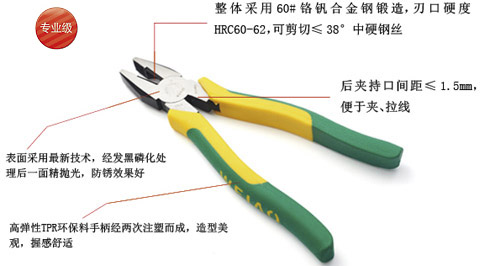 专业级
整体采用60#铬钒合金钢锻造,刃口硬度
HRC60-62,可剪切≤38°中硬钢丝
后夹持口间距≤1.5mm,
便于夹、拉线
表面采用最新技术，经发黑磷化处
理后一面精抛光，防锈效果好
高弹性TPR环保料手柄经两次注塑而成，造型美
观，握感舒适